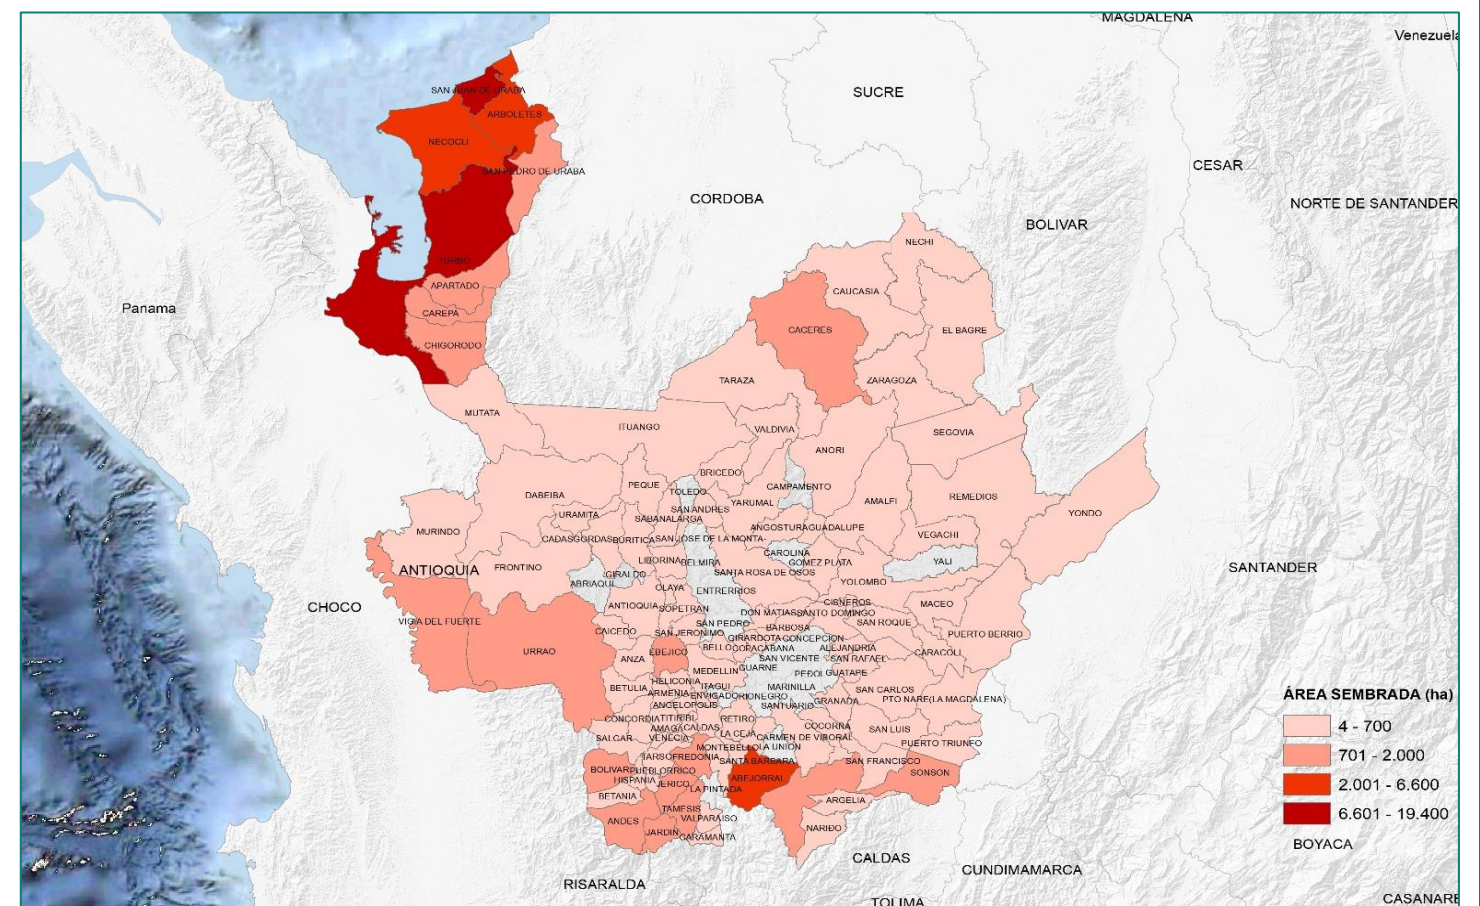 MAGDALENA
Venezuela
SUCRE
SAN JUAN DE URABA
ARBOLETES
NECOCLI
SAN PEDRO DE URABA
CESAR
CORDOBA
NORTE DE SANTANDER
BOLIVAR
NECHI
TURBO
APARTADO
CAUCASIA
Panama
CAREPA
CACERES
EL BAGRE
CHIGORODO
TARAZA
ZARAGOZA
MUTATA
ITUANGO
VALDIVIA
SEGOVIA
ANORI
BRICEDO
PEQUE
TOLEDO
CAMPAMENTO
DABEIBA
YARUMAL
AMALFI
REMEDIOS
SAN ANDRES
YONDO
URAMITA
SABANALARGA
MURINDO
ANGOSTURA
GUADALUPE
CADASGORDAS
BURITICA
SAN JOSE DE LA MONTA-
VEGACHI
CAROLINA
LIBORINA
BELMIRA
GOMEZ PLATA
YALI
ANTIOQUIA
FRONTINO
GIRALDO
SANTA ROSA DE OSOS
SANTANDER
ABRIAQUI
YOLOMBO
OLAYA
ENTRERRIOS
CHOCO
ANTIOQUIA
SOPETRAN
CISNEROS
MACEO
DON MATIAS
SANTO DOMINGO
VIGIA DEL FUERTE
SAN PEDRO
BARBOSA
SAN ROQUE
CAICEDO
SAN JERONIMO
GIRARDOTA
CONCEPCION
PUERTO BERRIO
URRAO
EBEJICO
BELLO
COPACABANA
ALEJANDRIA
CARACOLI
ANZA
SAN VICENTE
SAN RAFAEL
MEDELLIN
GUARNE
PEÐOL
GUATAPE
HELICONIA
BETULIA
ARMENIA
ITAGUI
MARINILLA
SAN CARLOS
ENVIGADO
RIONEGRO
PTO NARE(LA MAGDALENA)
ANGELOPOLIS
SANTUARIO
GRANADA
CONCORDIA
TITIRIBI
RETIRO
AMAGA
CALDAS
COCORNA
SAN LUIS
SALGAR
VENECIA
LA CEJA
CARMEN DE VIBORAL
PUERTO TRIUNFO
MONTEBELLO
LA UNION
TARSO
FREDONIA
SANTA BARBARA
SAN FRANCISCO
BOLIVAR
PUEBLORRICO
SONSON
HISPANIA
JERICO
ABEJORRAL
LA PINTADA
BETANIA
ARGELIA
TAMESIS
ANDES
VALPARAISO
JARDIN
CARAMANTA
NARIÐO
ÁREA SEMBRADA (ha)
4 - 700
701 - 2.000
2.001 - 6.600
6.601 - 19.400
BOYACA
CALDAS
CUNDIMAMARCA
RISARALDA
TOLIMA
CASANARE